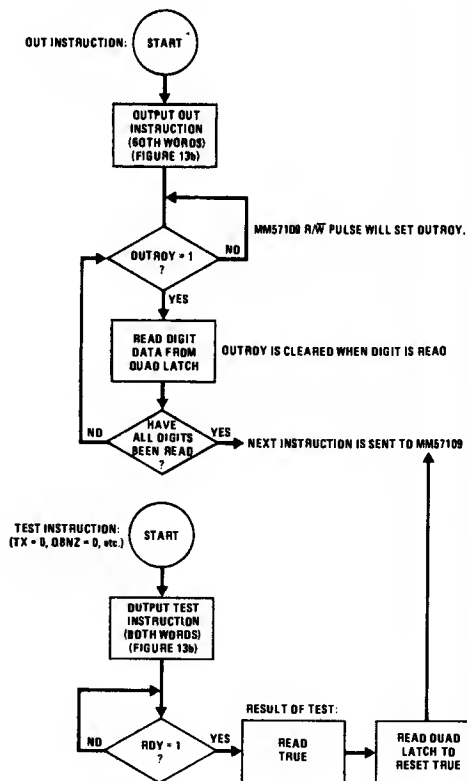 OUT INSTRUCTION:
START
OUTPUT OUT
INSTRUCTION
(BOTH WORDS)
(FIGURE 13b)
MM57109 R/W̅ PULSE WILL SET OUTRDY.
OUTRDY = 1
?
NO
YES
READ DIGIT
DATA FROM
QUAD LATCH
OUTRDY IS CLEARED WHEN DIGIT IS READ
HAVE
ALL DIGITS
BEEN READ
?
NO
YES
NEXT INSTRUCTION IS SENT TO MM57109
TEST INSTRUCTION:
(TX = 0, DBNZ = 0, etc.)
START
OUTPUT TEST
INSTRUCTION
(BOTH WORDS)
(FIGURE 13b)
RDY = 1
?
NO
YES
RESULT OF TEST:
READ
TRUE
READ QUAD
LATCH TO
RESET TRUE